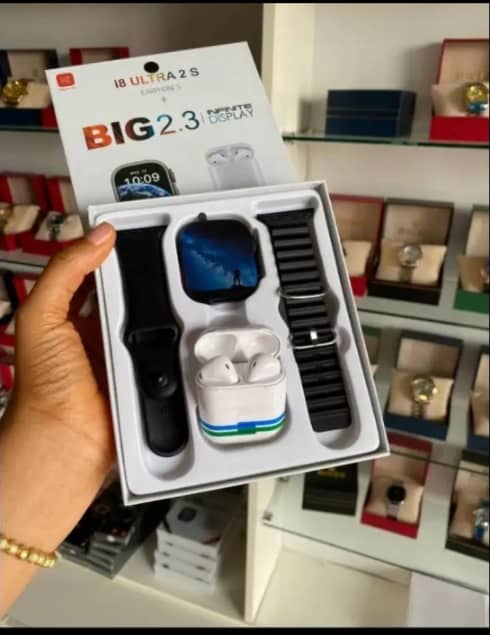 i8 ULTRA 2 S
EARPHONES
+
BIG 2.3 INFINITE
DISPLAY
10:09